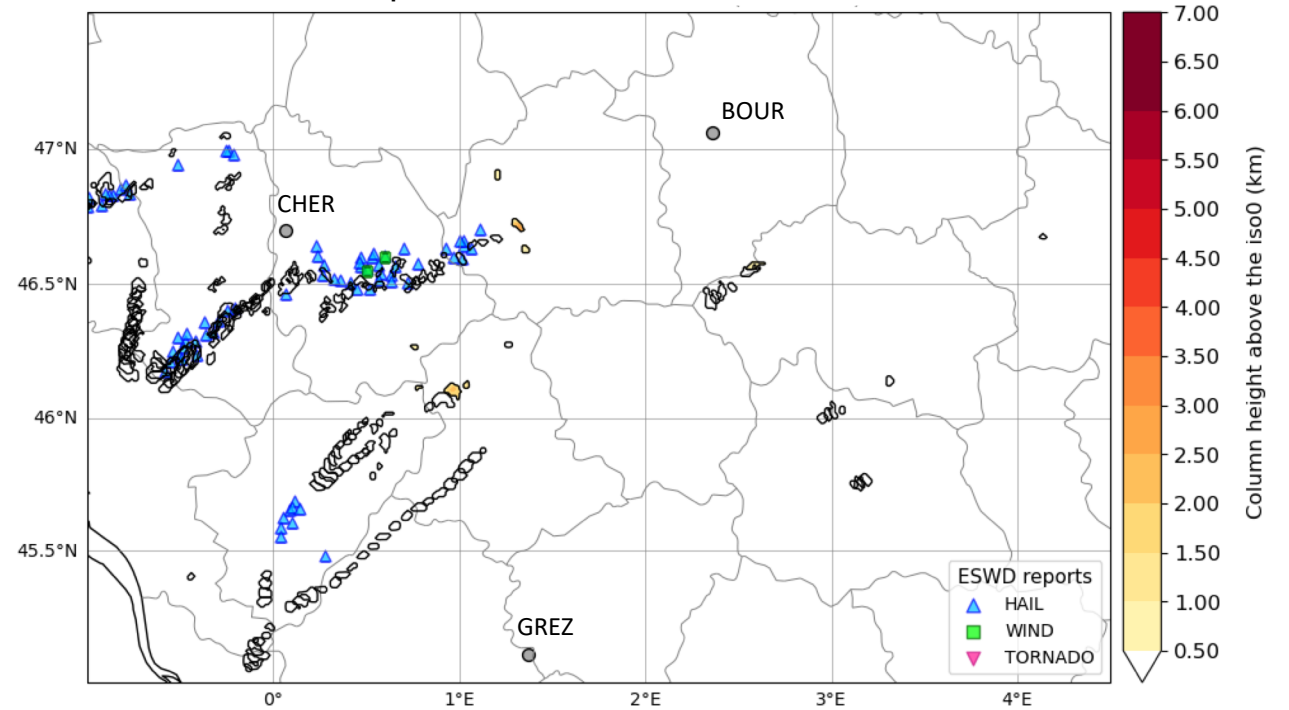 BOUR
CHER
GREZ
47°N
46.5°N
46°N
45.5°N
0°
1°E
2°E
3°E
4°E
ESWD reports
HAIL
WIND
TORNADO
7.00
6.50
6.00
5.50
5.00
4.50
4.00
3.50
3.00
2.50
2.00
1.50
1.00
0.50
Column height above the iso0 (km)